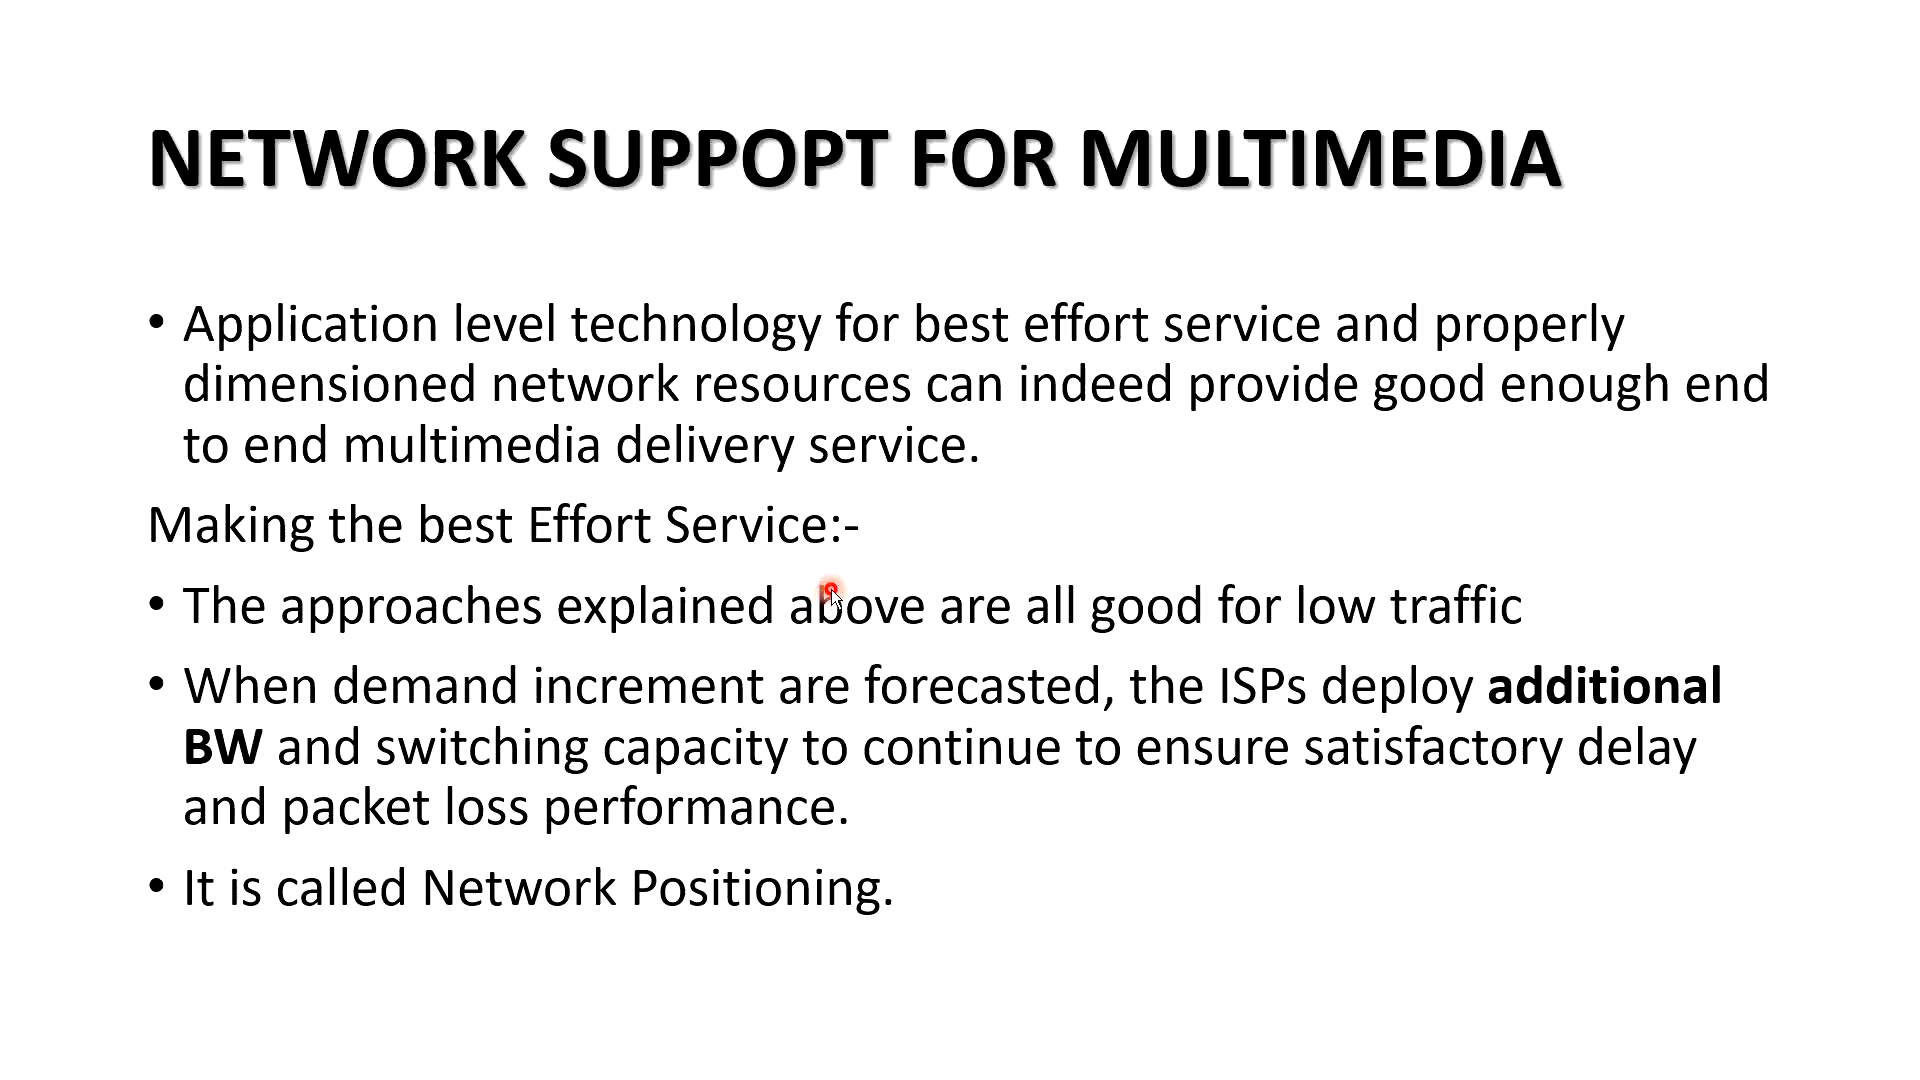 NETWORK SUPPOPT FOR MULTIMEDIA
• Application level technology for best effort service and properly
dimensioned network resources can indeed provide good enough end
to end multimedia delivery service.
Making the best Effort Service:-
• The approaches explained above are all good for low traffic
• When demand increment are forecasted, the ISPs deploy additional
BW and switching capacity to continue to ensure satisfactory delay
and packet loss performance.
• It is called Network Positioning.